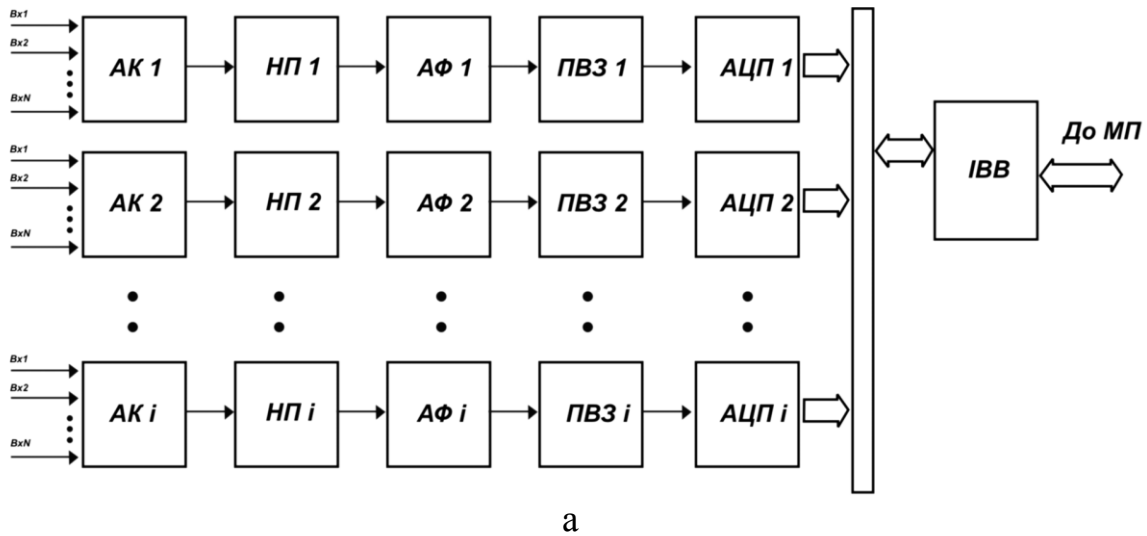 Вх1
Вх2
ВхN
АК 1
НП 1
АФ 1
ПВЗ 1
АЦП 1
До МП
ІВВ
Вх1
Вх2
ВхN
АК 2
НП 2
АФ 2
ПВЗ 2
АЦП 2
Вх1
Вх2
ВхN
АК i
НП i
АФ i
ПВЗ i
АЦП i
а